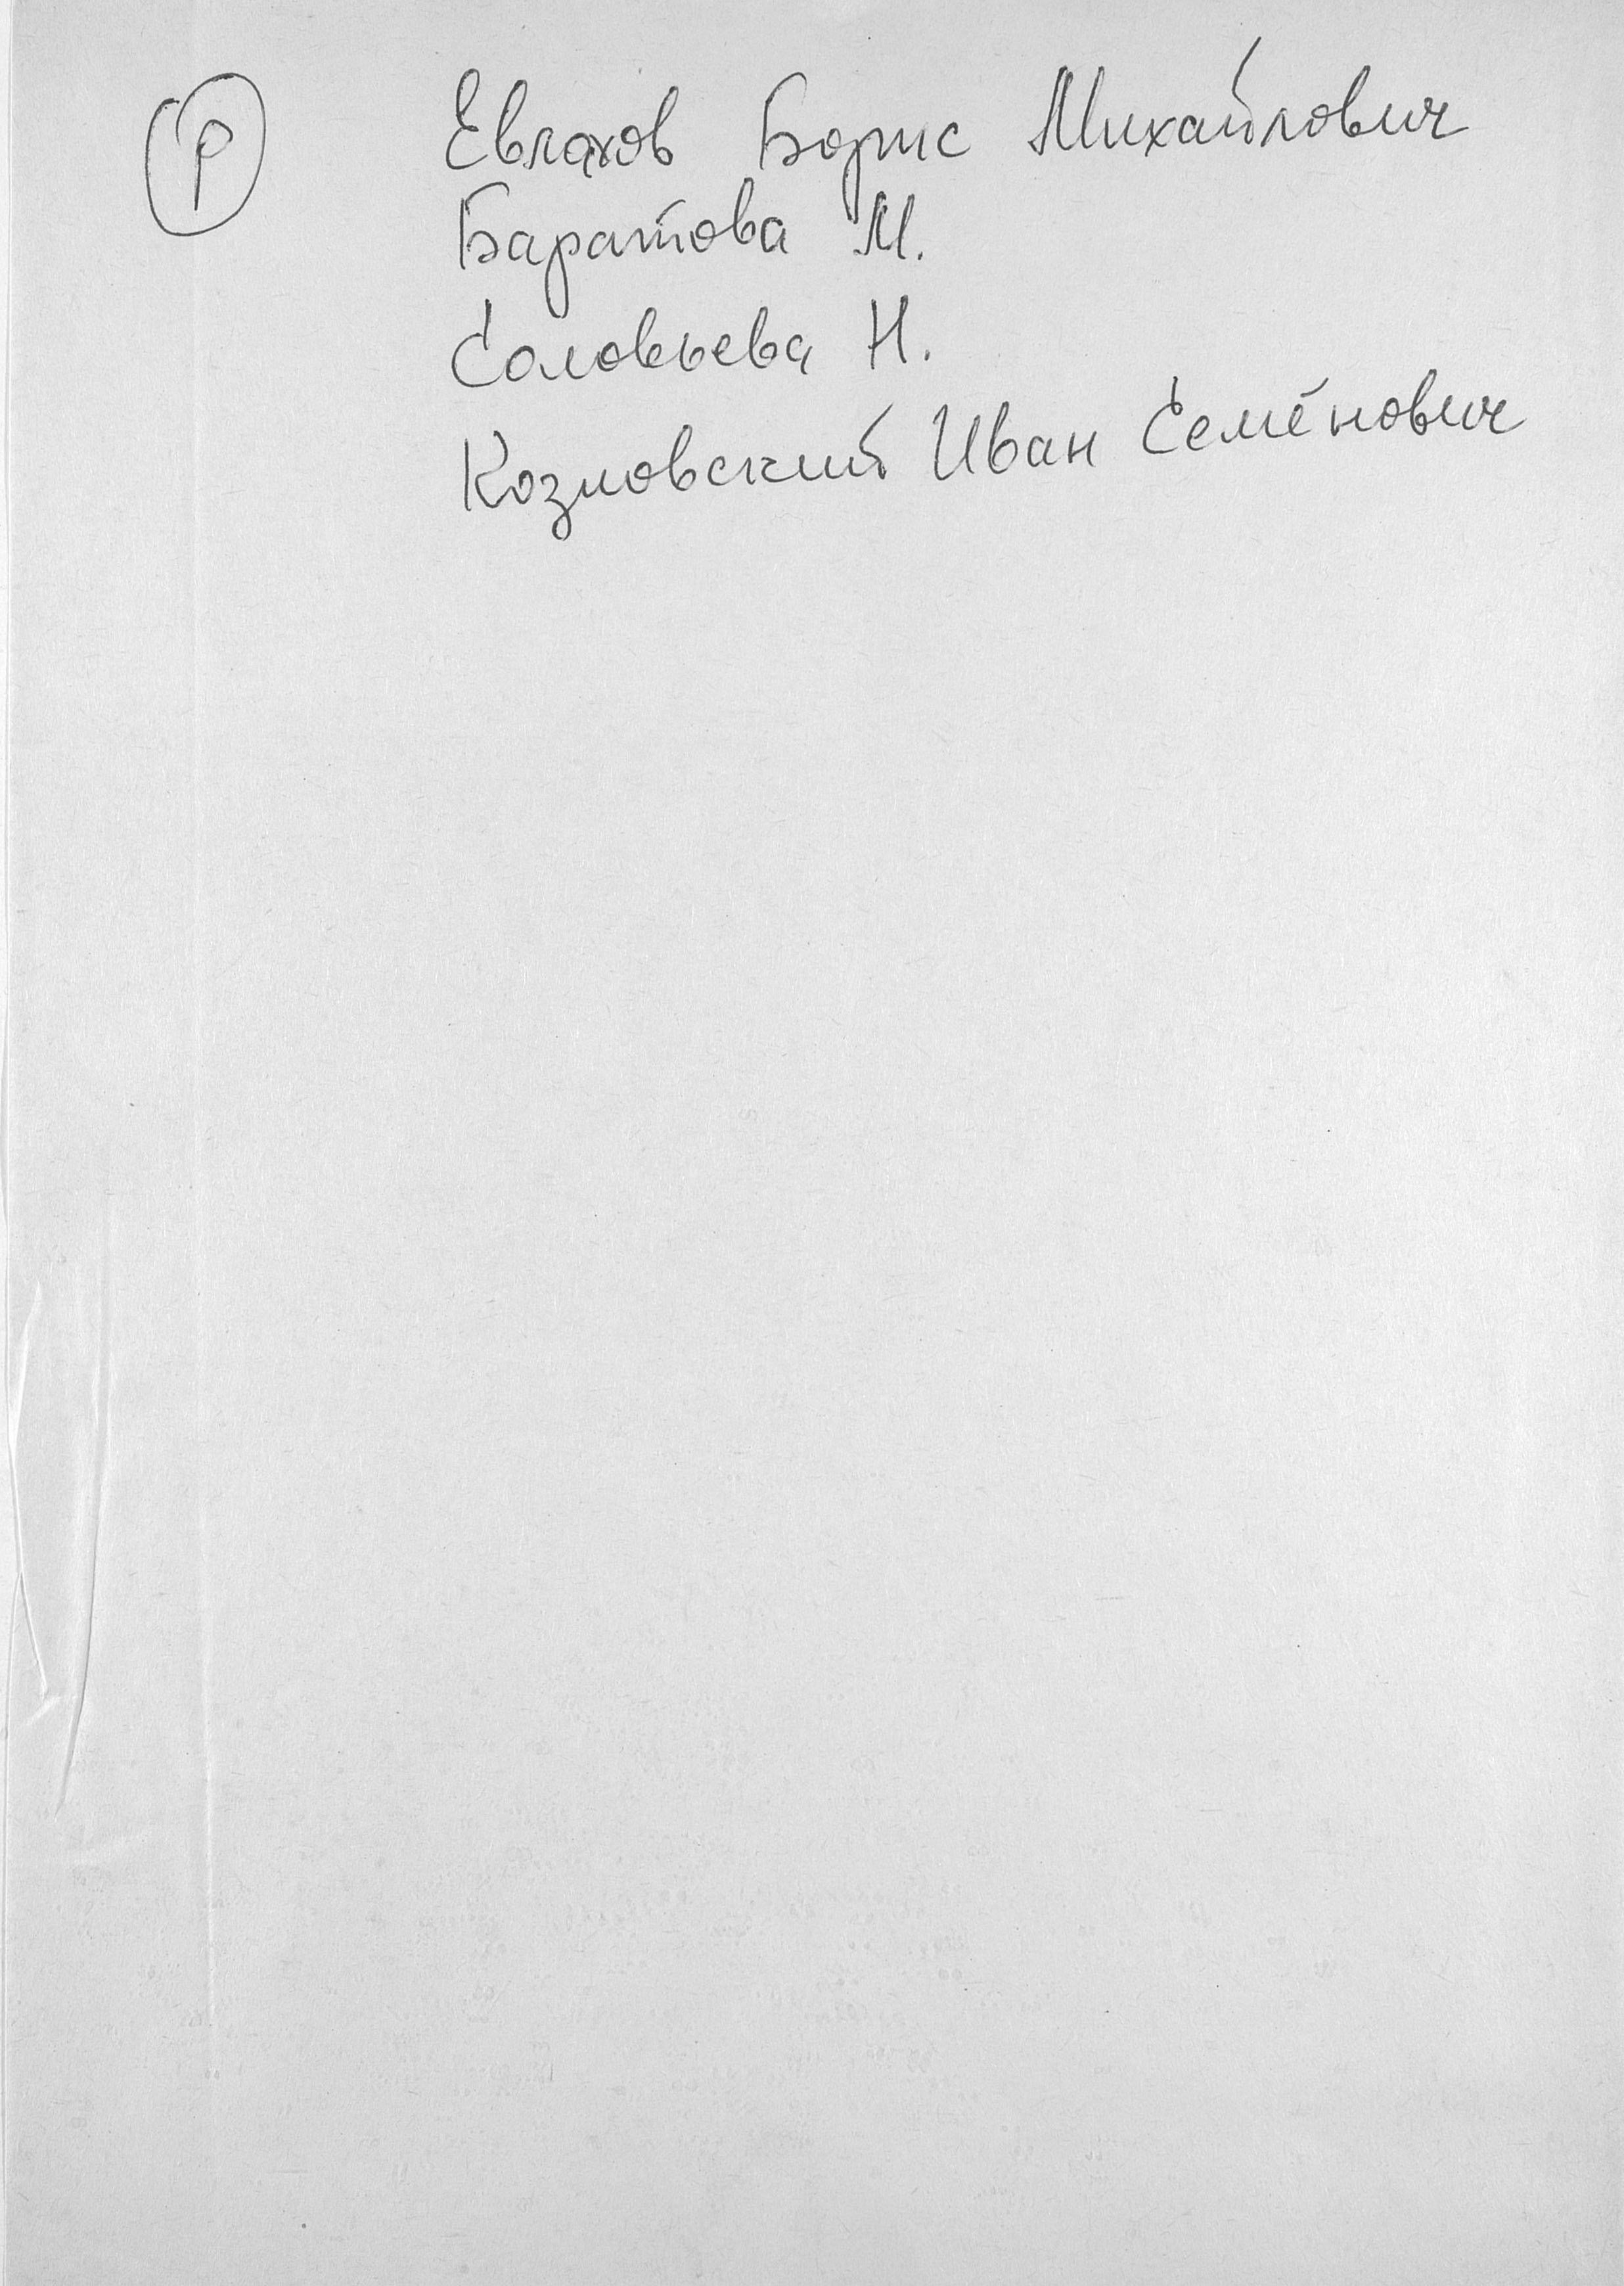 Р Евлахов Борис Михайлович
Баратова М.
Соловьева Н.
Козловский Иван Семёнович